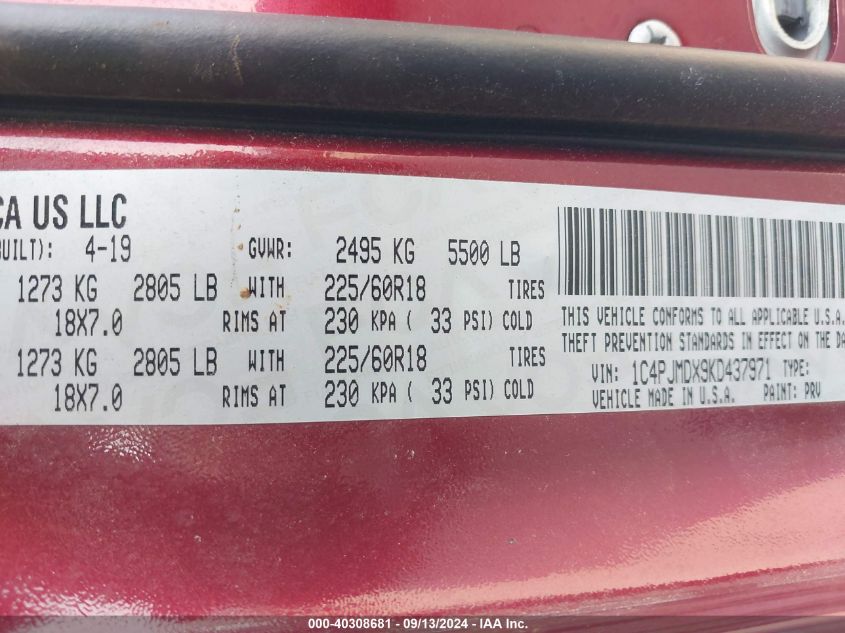 CA US LLC
BUILT): 4-19 GVWR: 2495 KG 5500 LB
1273 KG 2805 LB WITH 225/60R18 TIRES
18X7.0 RIMS AT 230 KPA ( 33 PSI) COLD
1273 KG 2805 LB WITH 225/60R18 TIRES
18X7.0 RIMS AT 230 KPA ( 33 PSI) COLD
THIS VEHICLE CONFORMS TO ALL APPLICABLE U.S.A.
THEFT PREVENTION STANDARDS IN EFFECT ON THE DA
VIN: 1C4PJMDX9KD437971 TYPE:
VEHICLE MADE IN U.S.A. PAINT: PRV
000-40308681 - 09/13/2024 - IAAI.COM